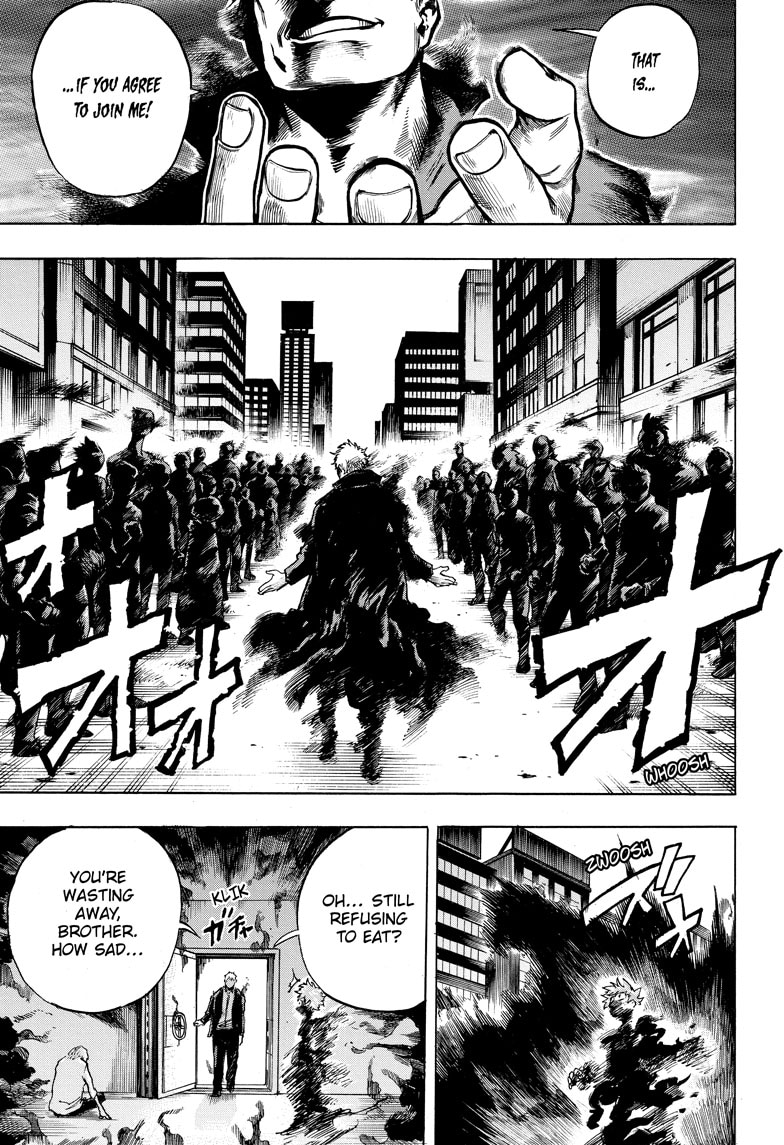 THAT
IS...
...IF YOU AGREE
TO JOIN ME!
オオオオ
WHOOSH
ZWOOSH
ズズ
OH... STILL
REFUSING
TO EAT?
KLIK
ガチャ
YOU'RE
WASTING
AWAY,
BROTHER.
HOW SAD...